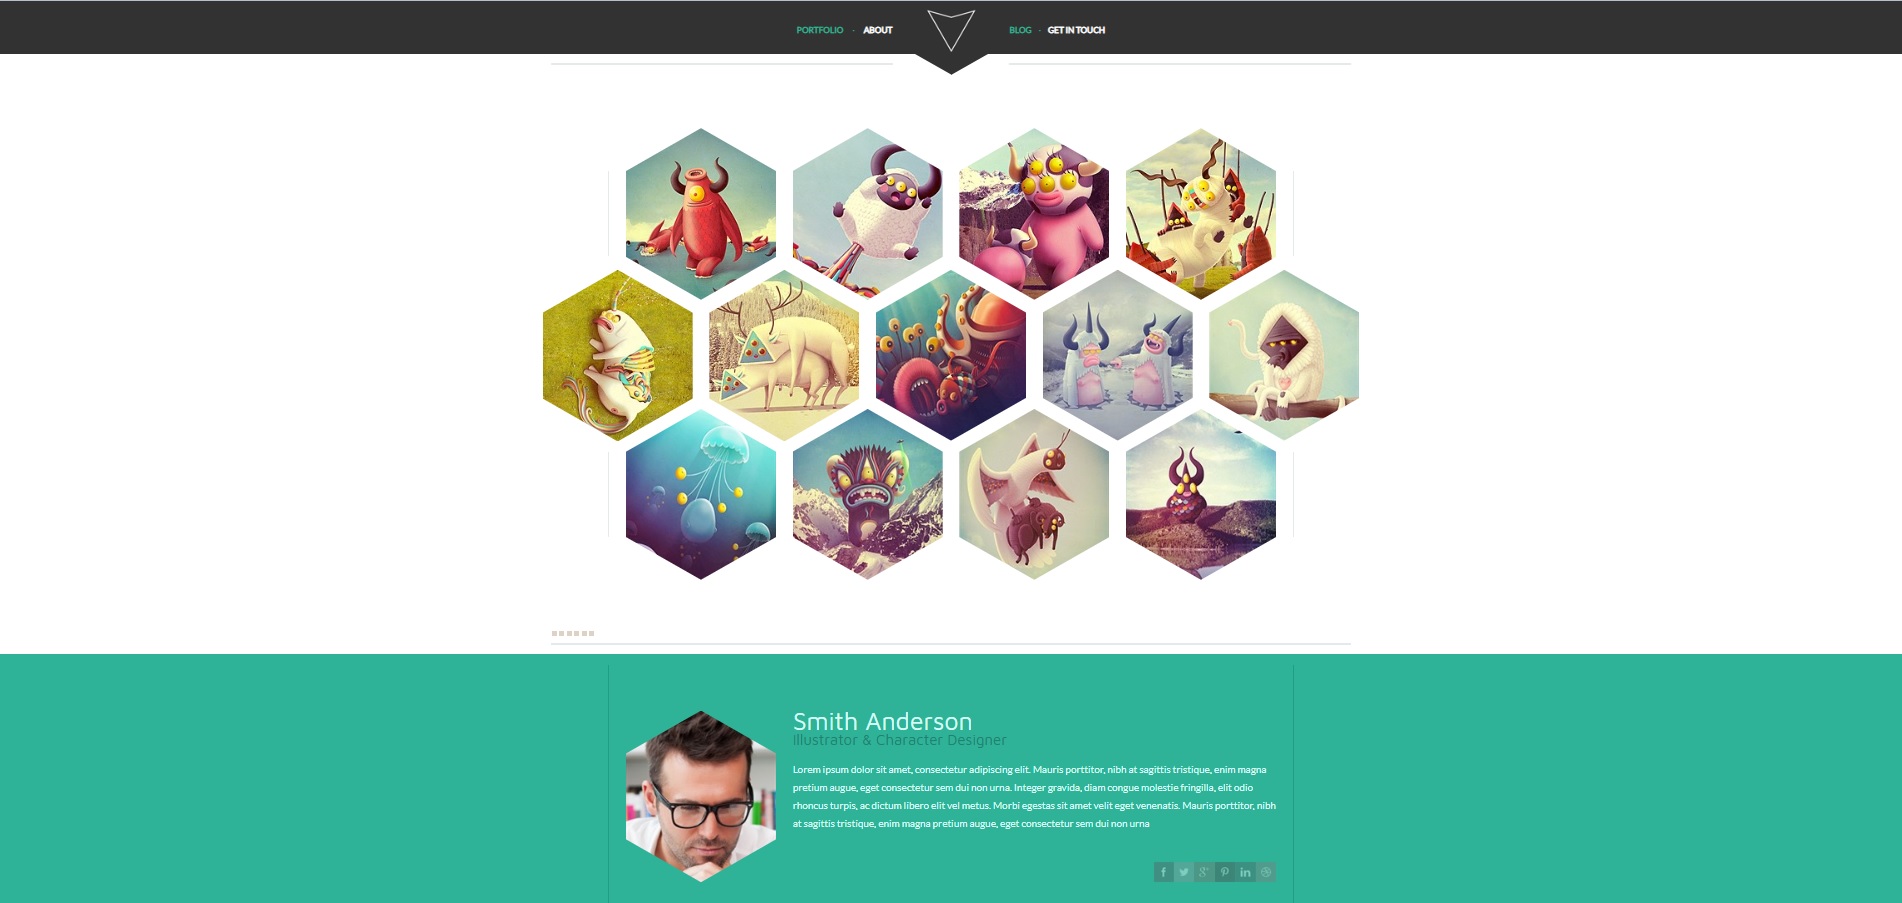 PORTFOLIO · ABOUT
BLOG · GET IN TOUCH
Smith Anderson
Illustrator & Character Designer
Lorem ipsum dolor sit amet, consectetur adipiscing elit. Mauris porttitor, nibh at sagittis tristique, enim magna
pretium augue, eget consectetur sem dui non urna. Integer gravida, diam congue molestie fringilla, elit odio
rhoncus turpis, ac dictum libero elit vel metus. Morbi egestas sit amet velit eget venenatis. Mauris porttitor, nibh
at sagittis tristique, enim magna pretium augue, eget consectetur sem dui non urna